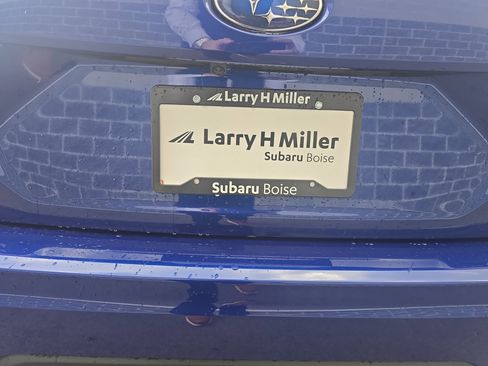 Larry H Miller
Larry H Miller
Subaru Boise
Subaru Boise